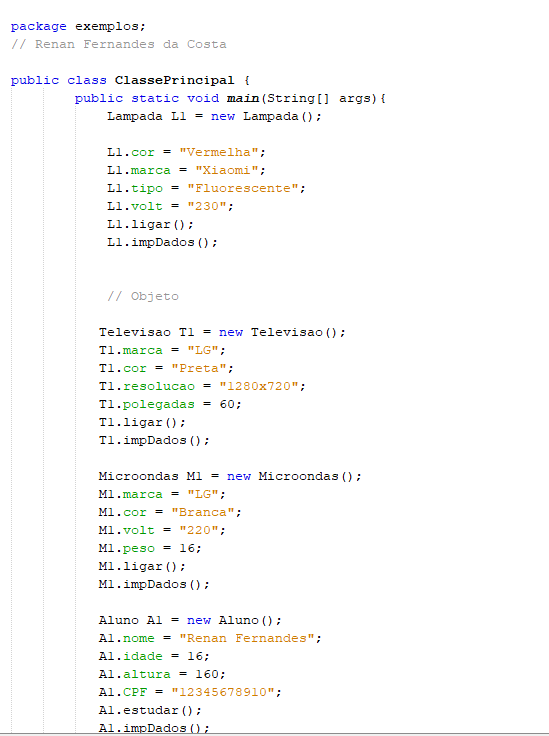 package exemplos;
// Renan Fernandes da Costa
public class ClassePrincipal {
public static void main(String[] args){
Lampada L1 = new Lampada();
L1.cor = "Vermelha";
L1.marca = "Xiaomi";
L1.tipo = "Fluorescente";
L1.volt = "230";
L1.ligar();
L1.impDados();
// Objeto
Televisao T1 = new Televisao();
T1.marca = "LG";
T1.cor = "Preta";
T1.resolucao = "1280x720";
T1.polegadas = 60;
T1.ligar();
T1.impDados();
Microondas M1 = new Microondas();
M1.marca = "LG";
M1.cor = "Branca";
M1.volt = "220";
M1.peso = 16;
M1.ligar();
M1.impDados();
Aluno A1 = new Aluno();
A1.nome = "Renan Fernandes";
A1.idade = 16;
A1.altura = 160;
A1.CPF = "12345678910";
A1.estudar();
A1.impDados();